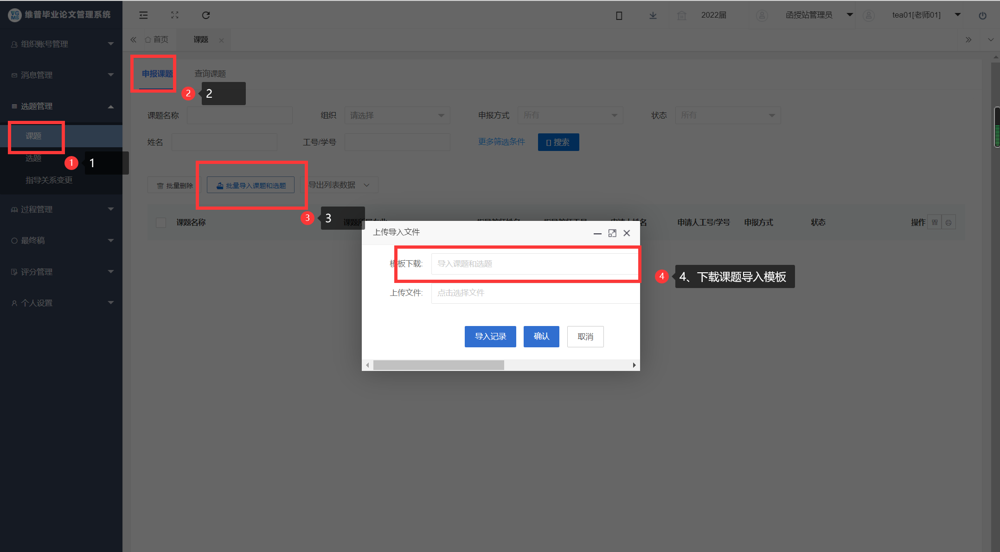 VG
MS
维普毕业论文管理系统
2022届
函授站管理员
tea01[老师01]
组织账号管理
首页
课题
消息管理
申报课题
查询课题
2
2
选题管理
课题名称
组织
请选择
申报方式
所有
状态
所有
课题
姓名
工号/学号
更多筛选条件
搜索
选题
1
1
指导关系变更
批量删除
批量导入课题和选题
导出列表数据
过程管理
3
3
课题名称
申请人工号/学号
申报方式
状态
操作
上传导入文件
最终稿
模板下载:
导入课题和选题
4
4、下载课题导入模板
评分管理
上传文件:
点击选择文件
个人设置
导入记录
确认
取消